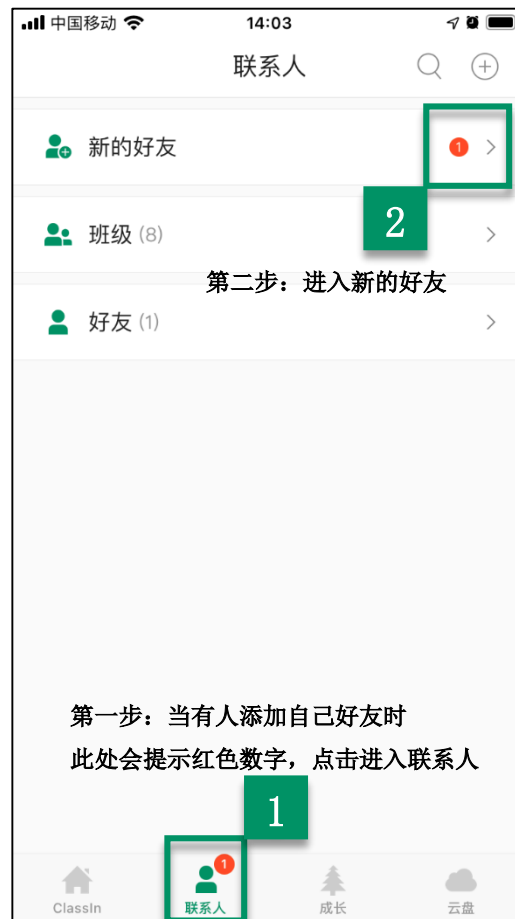 中国移动 14:03
联系人
新的好友 1
2
班级 (8)
第二步：进入新的好友
好友 (1)
第一步：当有人添加自己好友时
此处会提示红色数字，点击进入联系人
1
1
ClassIn 联系人 成长 云盘